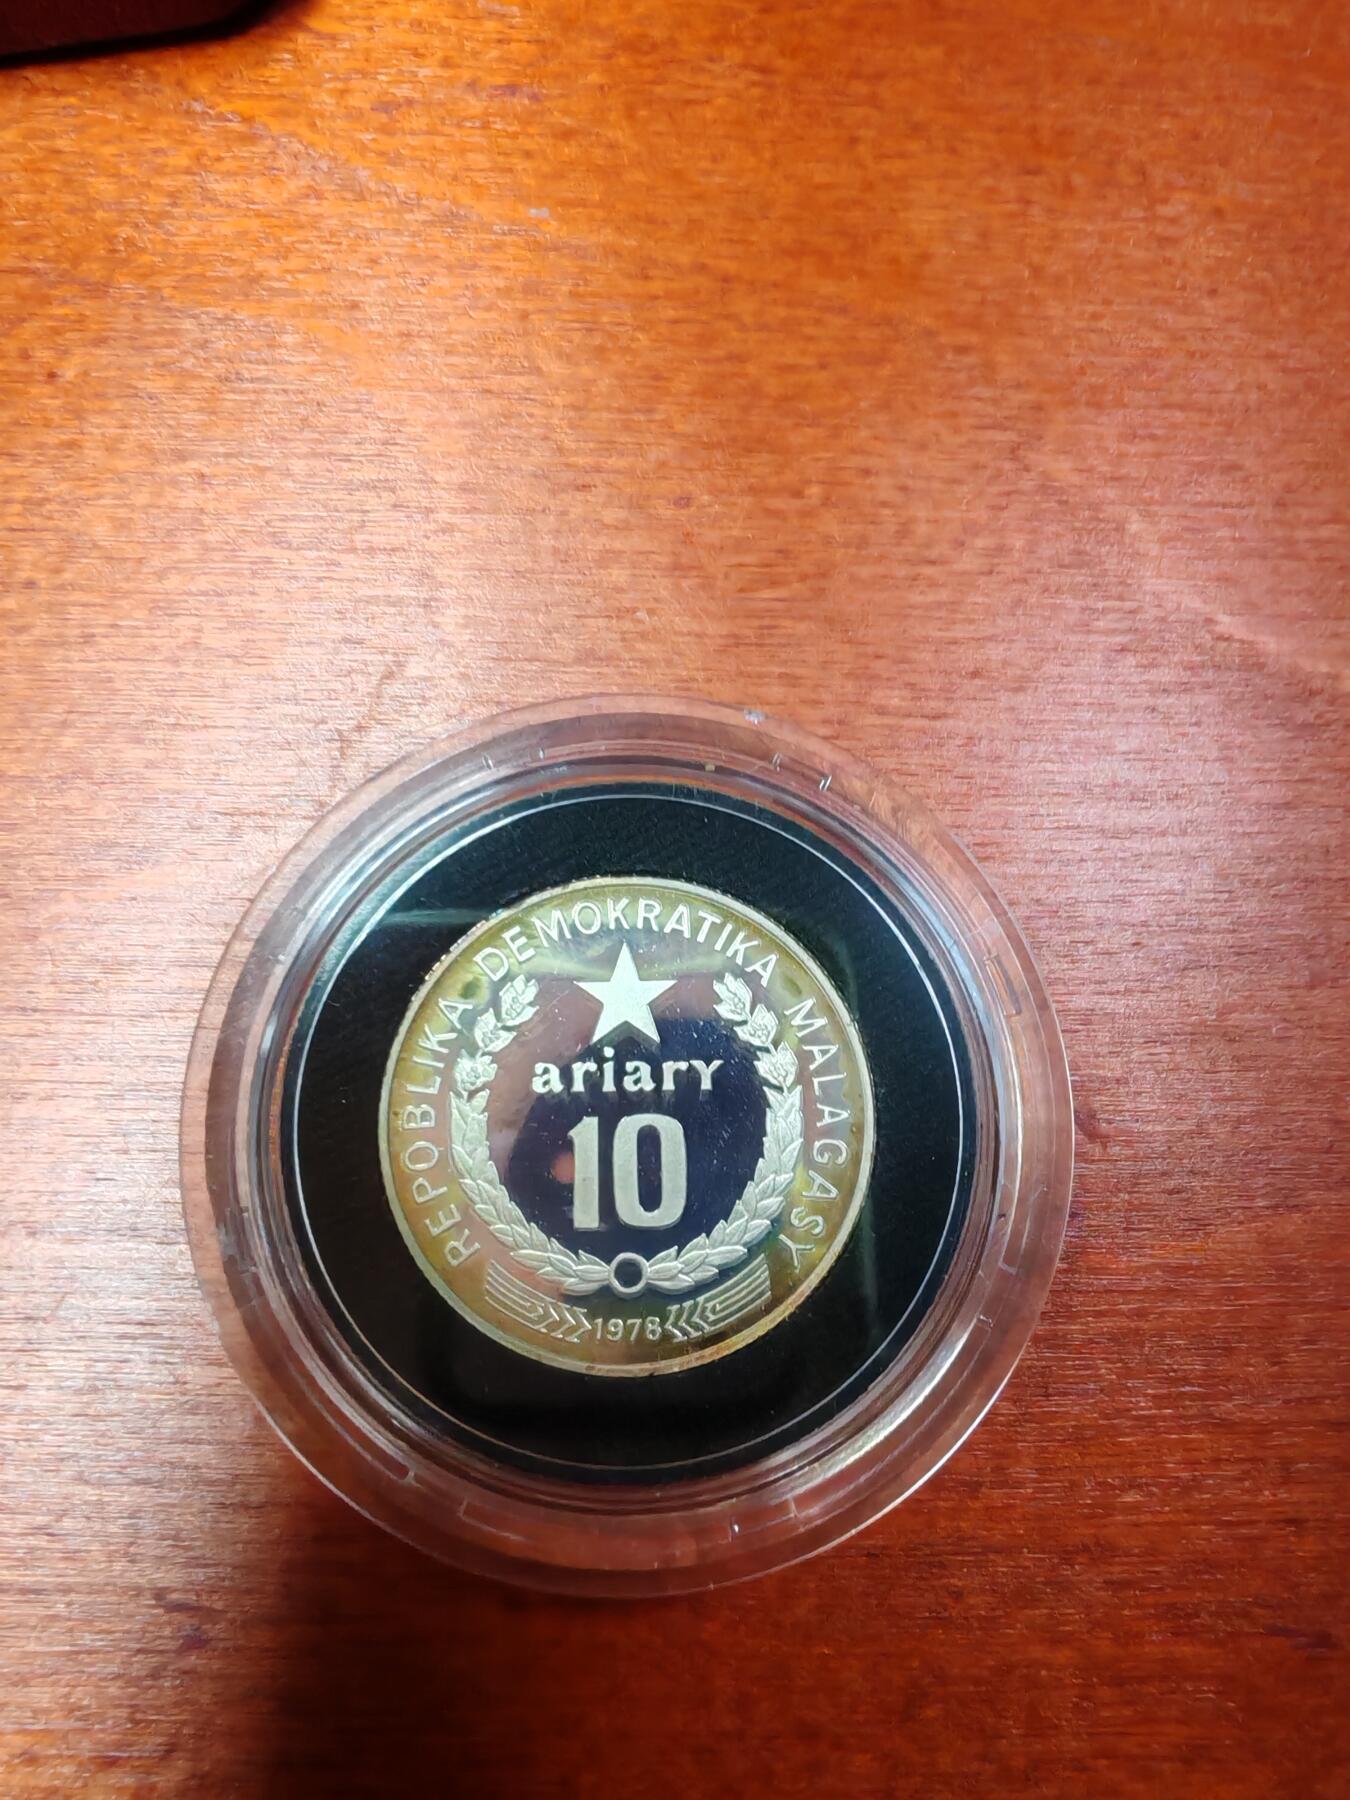 REPOBLIKA DEMOKRATIKA MALAGASY
ariary
10
1978